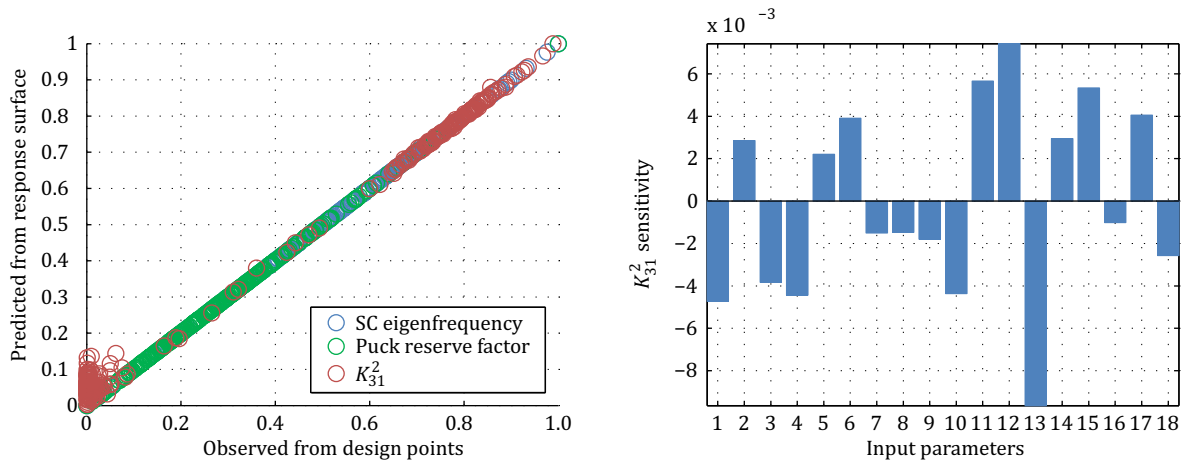 Predicted from response surface
1
0.9
0.8
0.7
0.6
0.5
0.4
0.3
0.2
0.1
0
0
0.2
0.4
0.6
0.8
1.0
Observed from design points
SC eigenfrequency
Puck reserve factor
K²₃₁
x 10 −3
K²₃₁ sensitivity
6
4
2
0
−2
−4
−6
−8
1 2 3 4 5 6 7 8 9 10 11 12 13 14 15 16 17 18
Input parameters